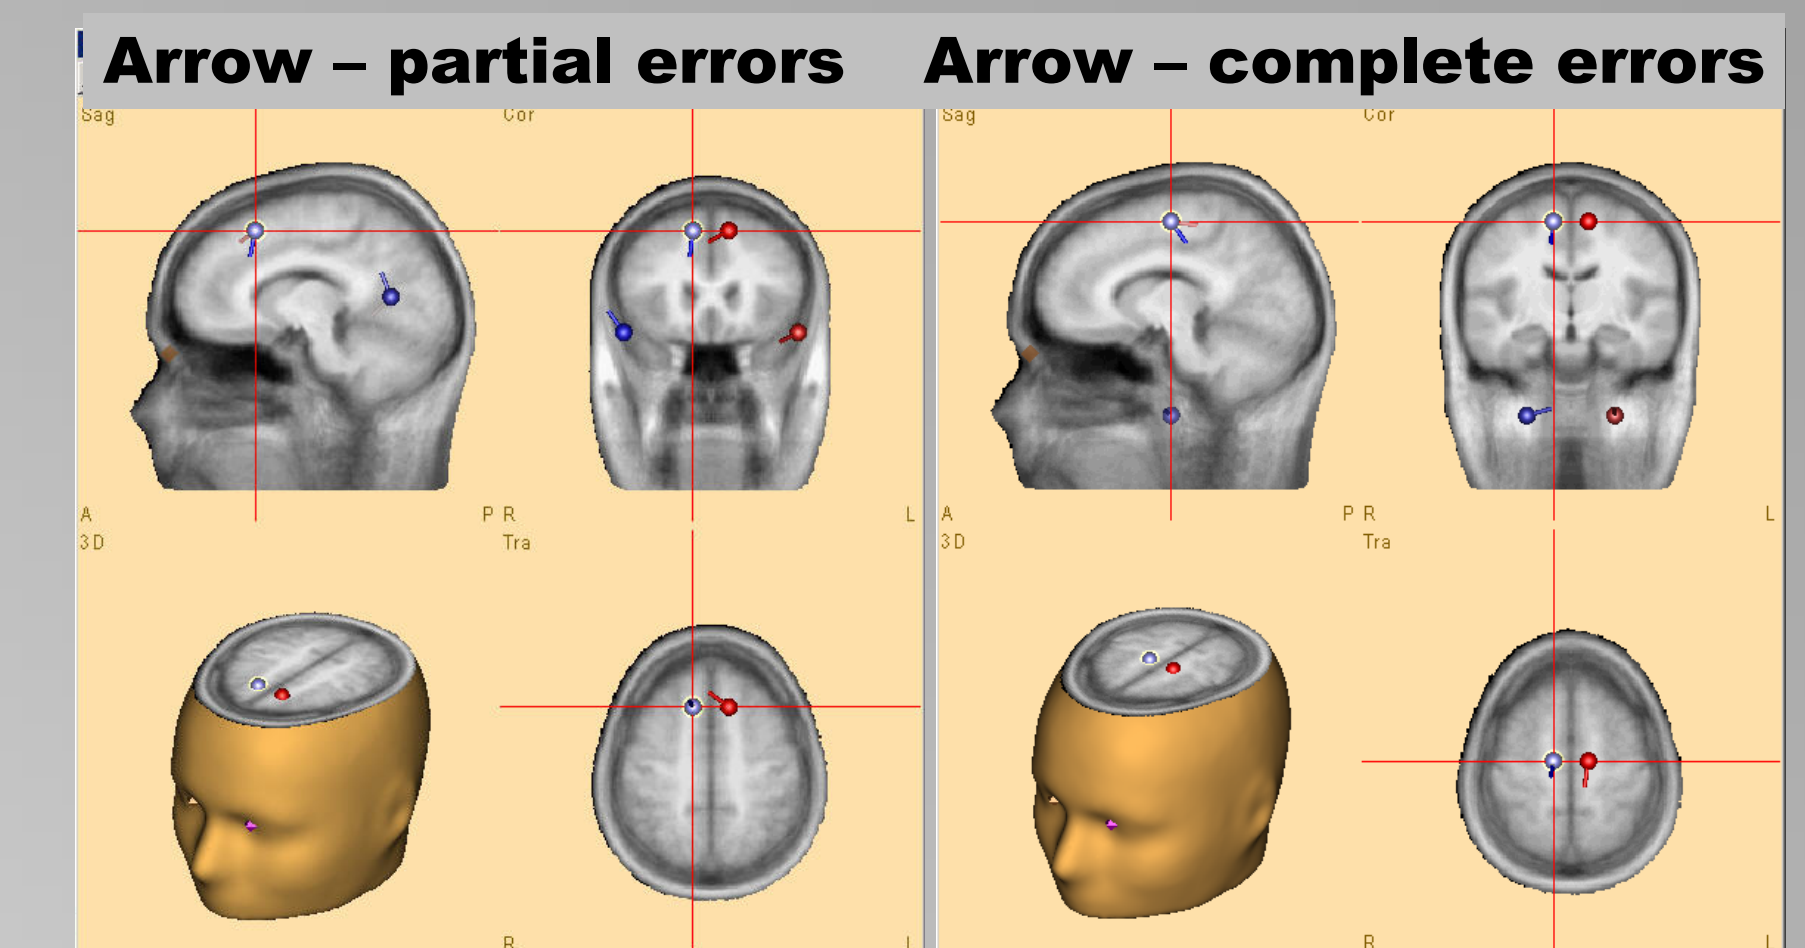 Arrow – partial errors
Arrow – complete errors
Sag
Cor
Sag
Cor
A
P
R
L
A
P
R
L
3D
Tra
3D
Tra
R
L
R
L